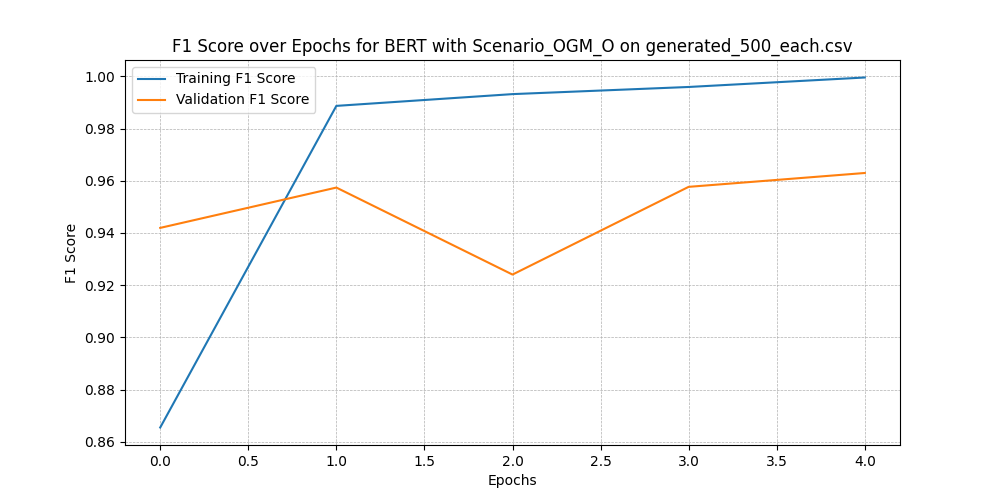 F1 Score over Epochs for BERT with Scenario_OGM_O on generated_500_each.csv
Training F1 Score
Validation F1 Score
F1 Score
1.00
0.98
0.96
0.94
0.92
0.90
0.88
0.86
0.0 0.5 1.0 1.5 2.0 2.5 3.0 3.5 4.0
Epochs